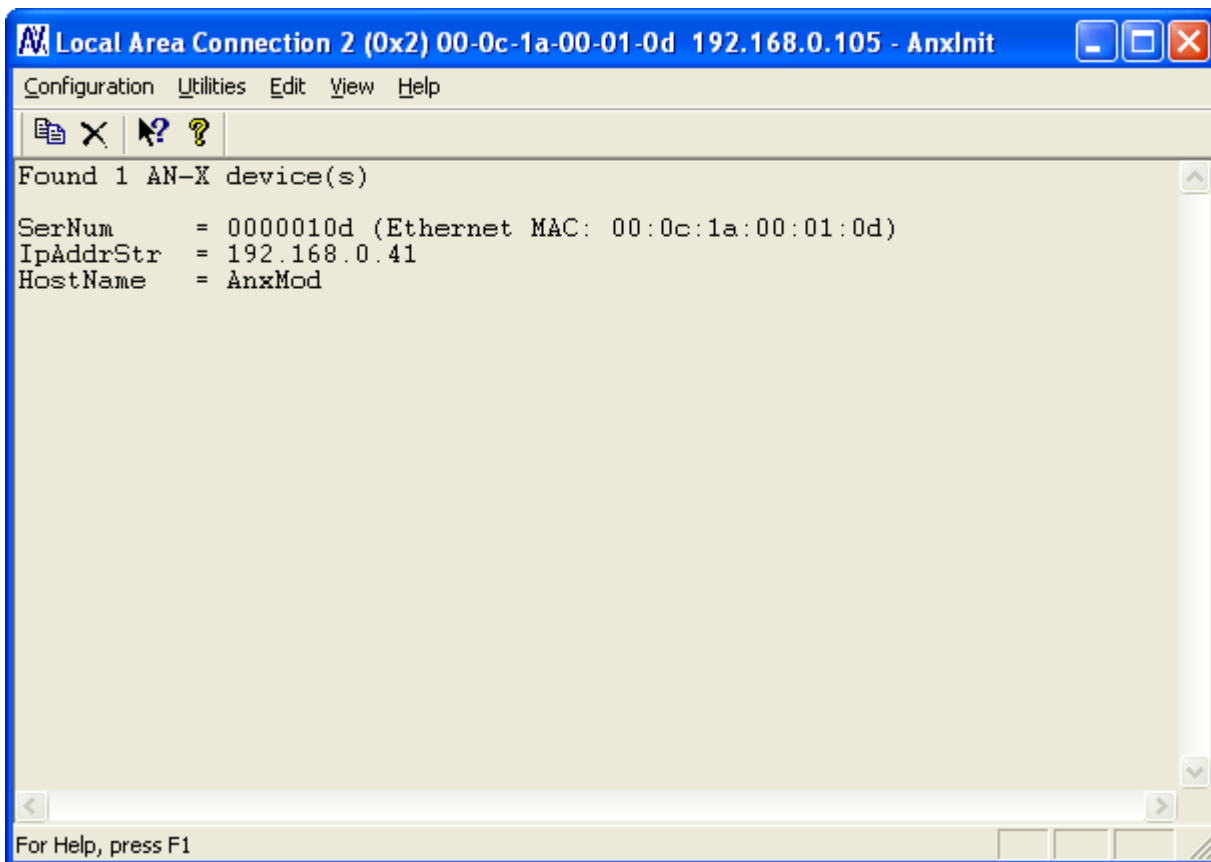 Local Area Connection 2 (0x2) 00-0c-1a-00-01-0d  192.168.0.105 - AnxInit
Configuration Utilities Edit View Help
Found 1 AN-X device(s)
SerNum     = 0000010d (Ethernet MAC: 00:0c:1a:00:01:0d)
IpAddrStr  = 192.168.0.41
HostName   = AnxMod
For Help, press F1